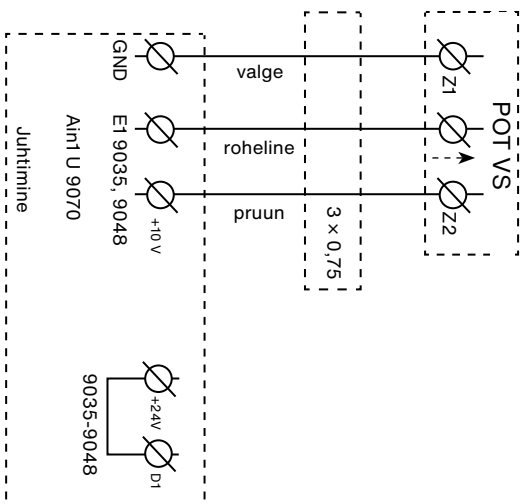 GND
valge
Z1
POT VS
E1 9035, 9048
roheline
Ain1 U 9070
Juhtimine
+10 V
pruun
3 × 0,75
Z2
+24V
9035-9048
D1